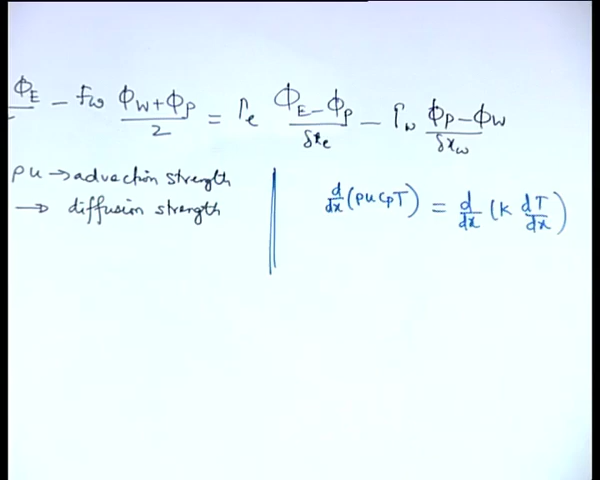 ΦE − Fw (ΦW + ΦP)/2 = Γe (ΦE − ΦP)/δxe − Γw (ΦP − ΦW)/δxw
ρu → advection strength
→ diffusion strength
d/dx (ρu cp T) = d/dx (k dT/dx)